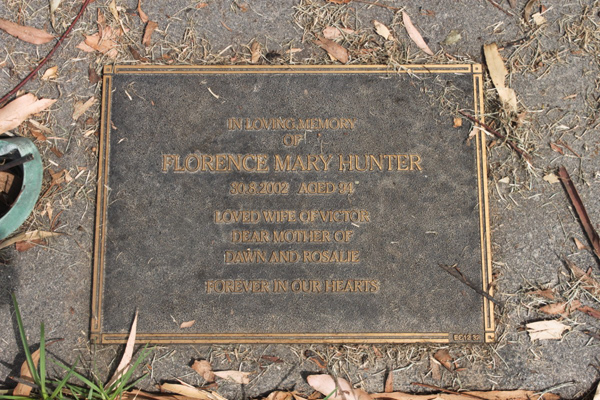 IN LOVING MEMORY
OF
FLORENCE MARY HUNTER
30.8.2002 AGED 94
LOVED WIFE OF VICTOR
DEAR MOTHER OF
DAWN AND ROSALIE
FOREVER IN OUR HEARTS